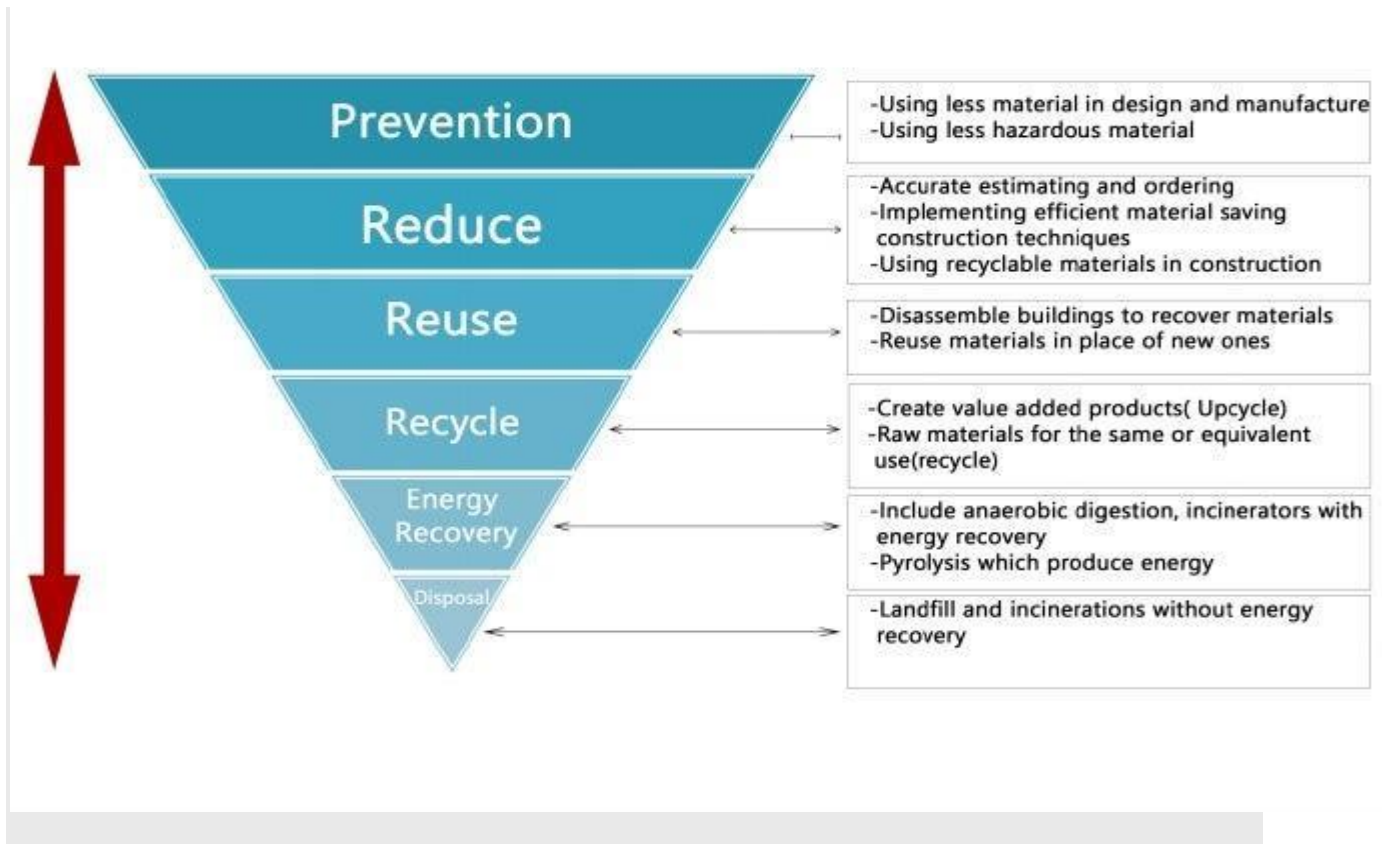 Prevention
-Using less material in design and manufacture
-Using less hazardous material
Reduce
-Accurate estimating and ordering
-Implementing efficient material saving
construction techniques
-Using recyclable materials in construction
Reuse
-Disassemble buildings to recover materials
-Reuse materials in place of new ones
Recycle
-Create value added products( Upcycle)
-Raw materials for the same or equivalent
use(recycle)
Energy
Recovery
-Include anaerobic digestion, incinerators with
energy recovery
-Pyrolysis which produce energy
Disposal
-Landfill and incinerations without energy
recovery